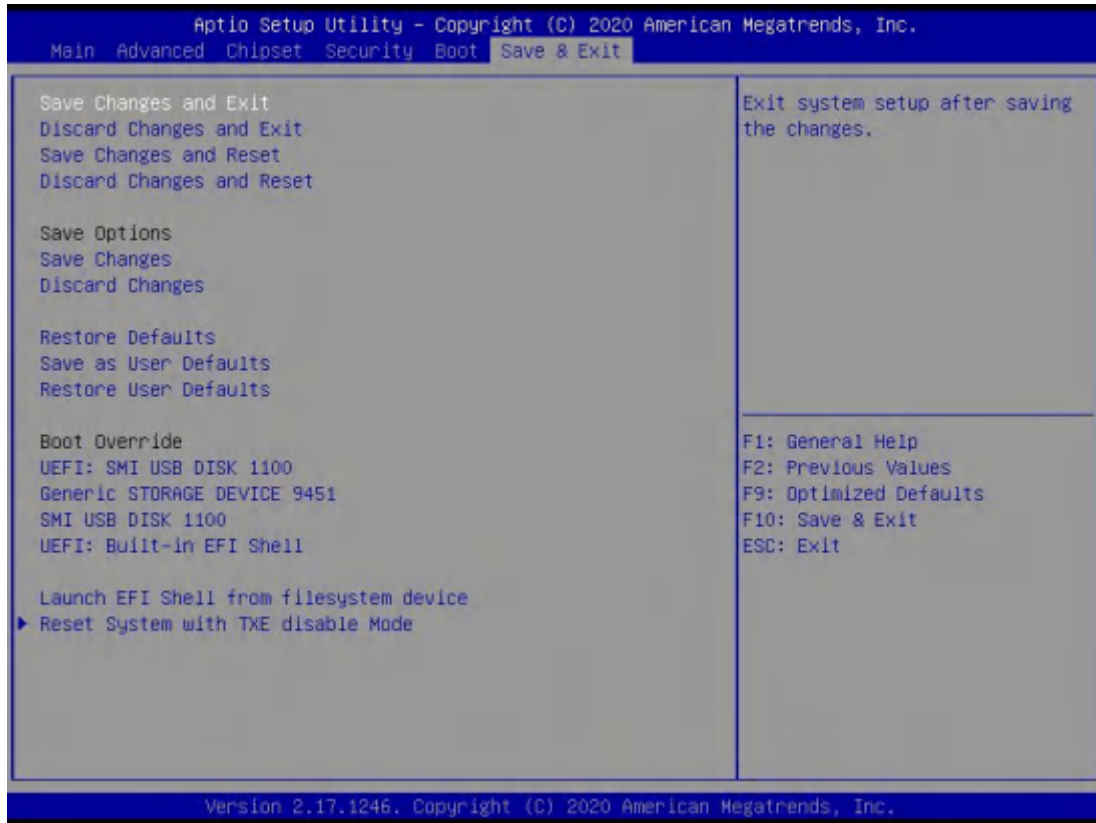 Aptio Setup Utility - Copyright (C) 2020 American Megatrends, Inc.
Main Advanced Chipset Security Boot Save & Exit
Save Changes and Exit
Discard Changes and Exit
Save Changes and Reset
Discard Changes and Reset
Save Options
Save Changes
Discard Changes
Restore Defaults
Save as User Defaults
Restore User Defaults
Boot Override
UEFI: SMI USB DISK 1100
Generic STORAGE DEVICE 9451
SMI USB DISK 1100
UEFI: Built-in EFI Shell
Launch EFI Shell from filesystem device
Reset System with TXE disable Mode
Exit system setup after saving
the changes.
F1: General Help
F2: Previous Values
F9: Optimized Defaults
F10: Save & Exit
ESC: Exit
Version 2.17.1246. Copyright (C) 2020 American Megatrends, Inc.